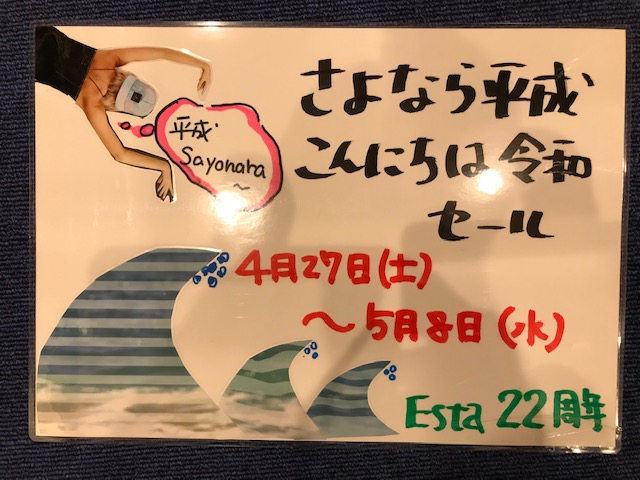 平成
Sayonara
～
さよなら平成
こんにちは令和
セール
4月27日(土)
～5月8日(水)
Esta 22周年